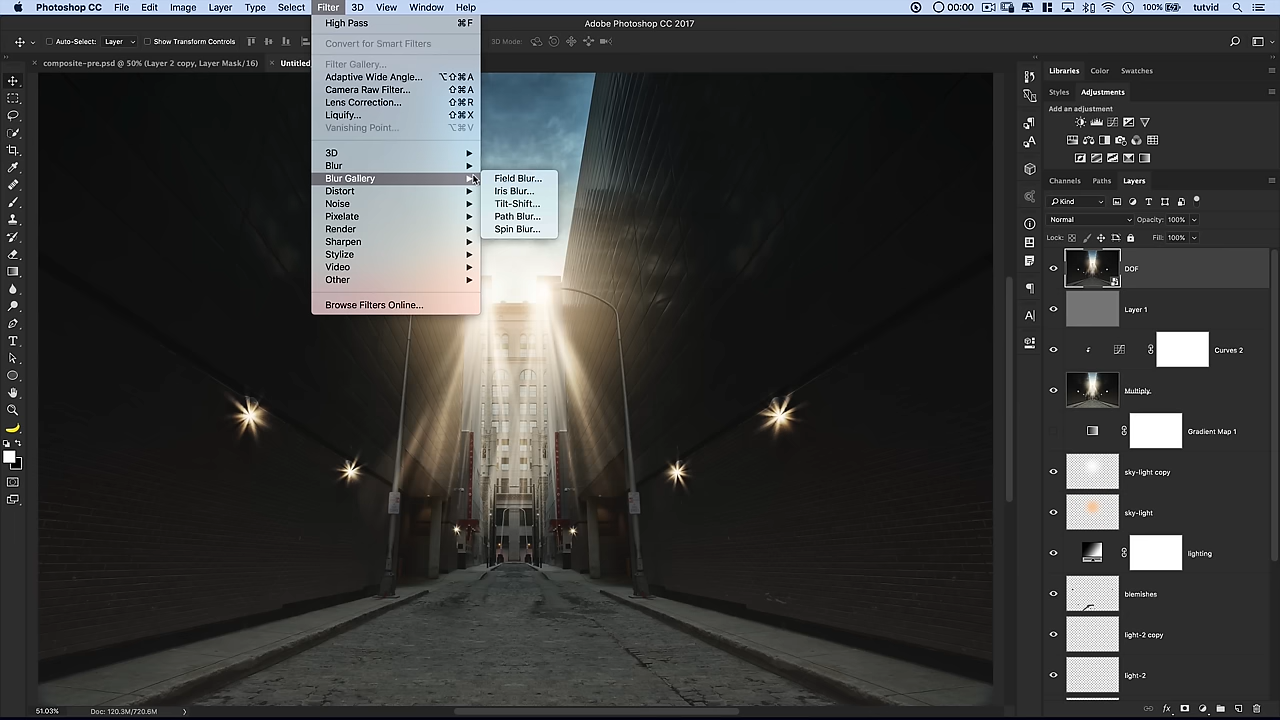 Photoshop CC File Edit Image Layer Type Select Filter 3D View Window Help 00:00 100% tutvid
Adobe Photoshop CC 2017
Auto-Select: Layer Show Transform Controls 3D Mode:
composite-pre.psd @ 50% (Layer 2 copy, Layer Mask/16) Untitled
High Pass ⌘F
Convert for Smart Filters
Filter Gallery...
Adaptive Wide Angle... ⌥⇧⌘A
Camera Raw Filter... ⇧⌘A
Lens Correction... ⇧⌘R
Liquify... ⇧⌘X
Vanishing Point... ⌥⌘V
3D
Blur
Blur Gallery
Distort
Noise
Pixelate
Render
Sharpen
Stylize
Video
Other
Browse Filters Online...
Field Blur...
Iris Blur...
Tilt-Shift...
Path Blur...
Spin Blur...
Libraries Color Swatches
Styles Adjustments
Add an adjustment
Channels Paths Layers
Kind
Normal Opacity: 100%
Lock: Fill: 100%
DOF
Layer 1
Curves 2
Multiply.
Gradient Map 1
sky-light copy
sky-light
lighting
blemishes
light-2 copy
light-2
51.03% Doc: 120.3M/720.6M